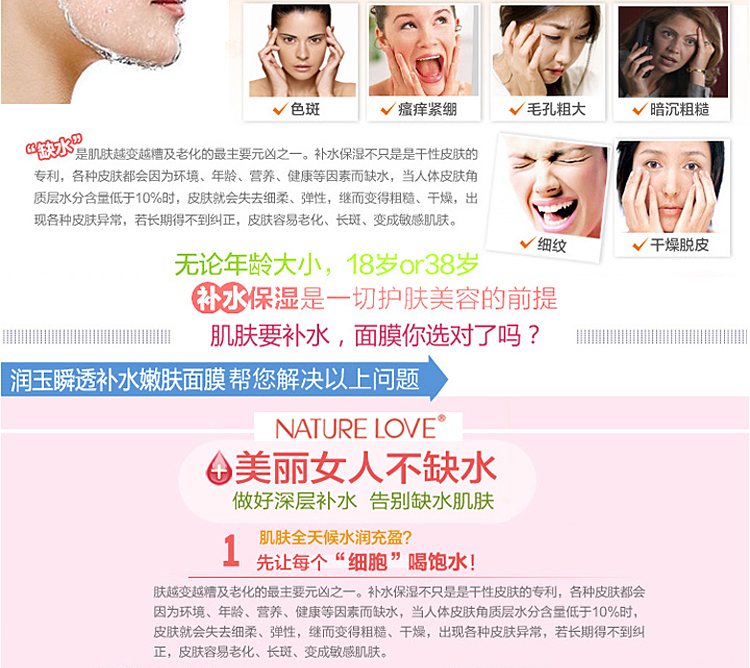 色斑
瘙痒紧绷
毛孔粗大
暗沉粗糙
“缺水”是肌肤越变越糟及老化的最主要元凶之一。补水保湿不只是是干性皮肤的
专利，各种皮肤都会因为环境、年龄、营养、健康等因素而缺水，当人体皮肤角
质层水分含量低于10%时，皮肤就会失去细柔、弹性，继而变得粗糙、干燥，出
现各种皮肤异常，若长期得不到纠正，皮肤容易老化、长斑、变成敏感肌肤。
细纹
干燥脱皮
无论年龄大小，18岁or38岁
补水保湿是一切护肤美容的前提
肌肤要补水，面膜你选对了吗？
润玉瞬透补水嫩肤面膜 帮您解决以上问题
NATURE LOVE®
美丽女人不缺水
做好深层补水 告别缺水肌肤
1
肌肤全天候水润充盈?
先让每个“细胞”喝饱水!
肤越变越糟及老化的最主要元凶之一。补水保湿不只是是干性皮肤的专利，各种皮肤都会
因为环境、年龄、营养、健康等因素而缺水，当人体皮肤角质层水分含量低于10%时，
皮肤就会失去细柔、弹性，继而变得粗糙、干燥，出现各种皮肤异常，若长期得不到纠
正，皮肤容易老化、长斑、变成敏感肌肤。